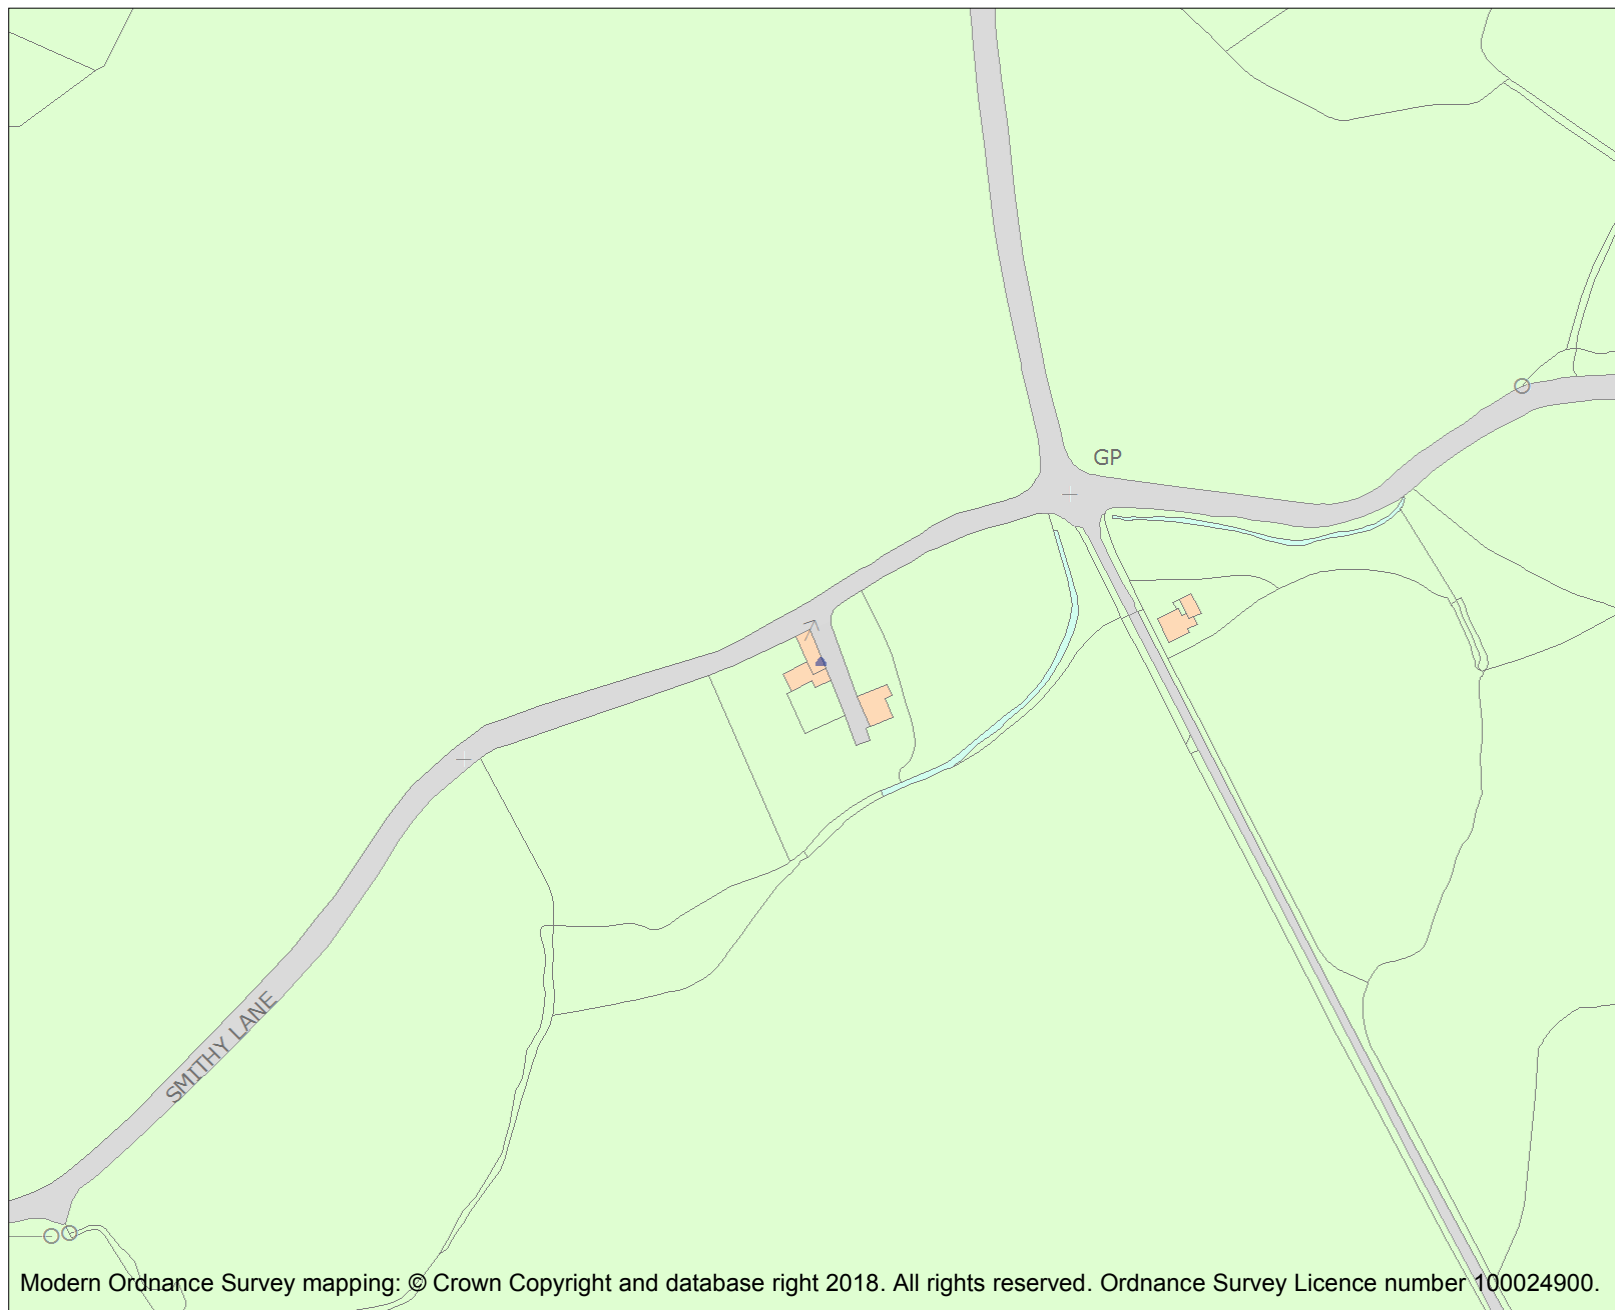 GP
SMITHY LANE
Modern Ordnance Survey mapping: © Crown Copyright and database right 2018. All rights reserved. Ordnance Survey Licence number 100024900.